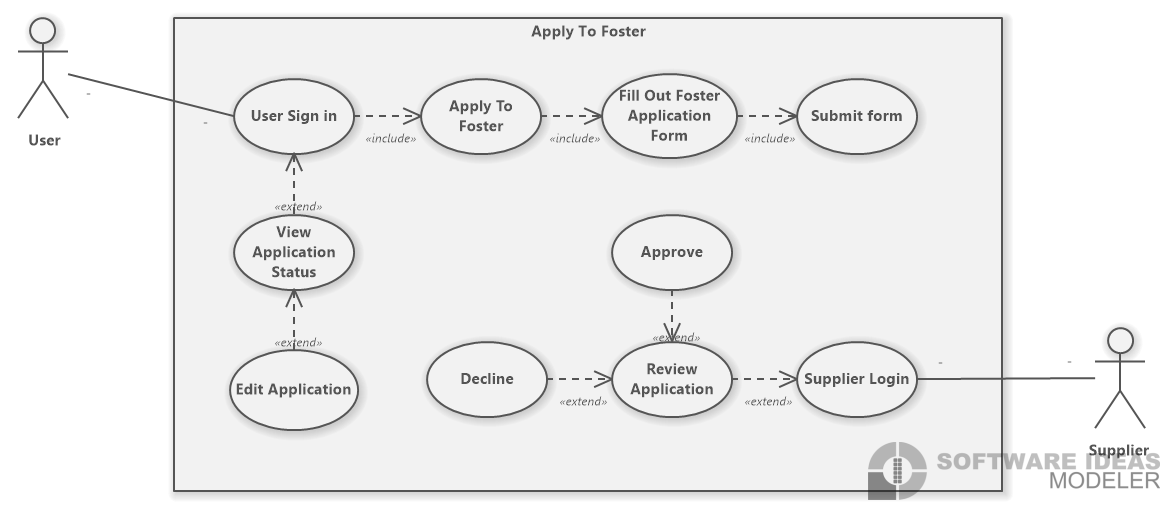 Apply To Foster
User
User Sign in
«include»
Apply To
Foster
«include»
Fill Out Foster
Application
Form
«include»
Submit form
«extend»
View
Application
Status
«extend»
Edit Application
Approve
«extend»
Decline
«extend»
Review
Application
«extend»
Supplier Login
Supplier
SOFTWARE IDEAS
MODELER